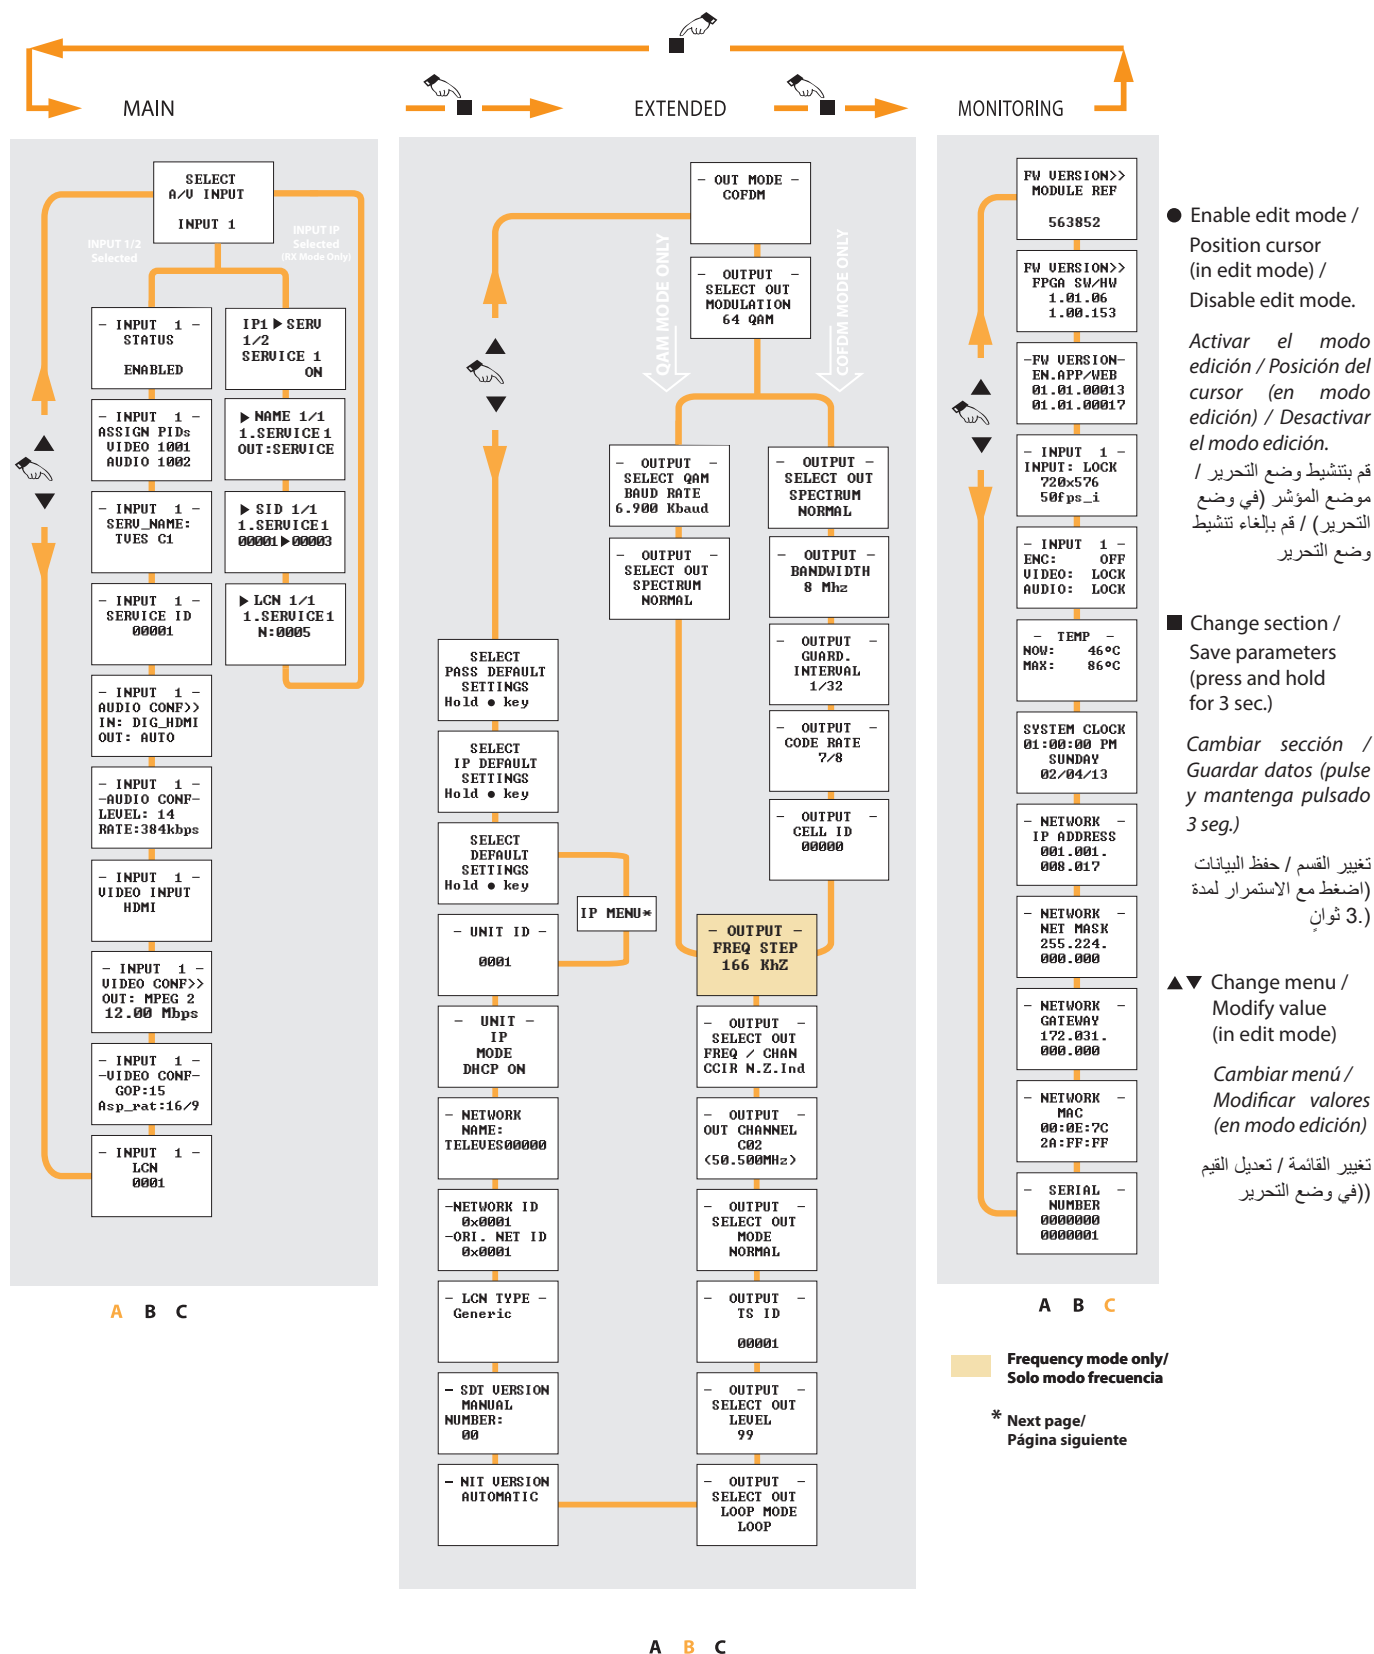 MAIN
EXTENDED
MONITORING
SELECT
A/V INPUT
INPUT 1
INPUT 1/2
Selected
INPUT IP
Selected
(RX Mode Only)
- INPUT 1 -
STATUS
ENABLED
- INPUT 1 -
ASSIGN PIDs
VIDEO 1001
AUDIO 1002
- INPUT 1 -
SERV_NAME:
TVES C1
- INPUT 1 -
SERVICE ID
00001
- INPUT 1 -
AUDIO CONF>>
IN: DIG_HDMI
OUT: AUTO
- INPUT 1 -
-AUDIO CONF-
LEVEL: 14
RATE:384kbps
- INPUT 1 -
VIDEO INPUT
HDMI
- INPUT 1 -
VIDEO CONF>>
OUT: MPEG 2
12.00 Mbps
- INPUT 1 -
-VIDEO CONF-
GOP:15
Asp_rat:16/9
- INPUT 1 -
LCN
0001
IP1 ▶ SERV
1/2
SERVICE 1
ON
▶ NAME 1/1
1.SERVICE1
OUT:SERVICE
▶ SID 1/1
1.SERVICE1
00001▶00003
▶ LCN 1/1
1.SERVICE1
N:0005
A B C
- OUT MODE -
COFDM
- OUTPUT -
SELECT OUT
MODULATION
64 QAM
QAM MODE ONLY
COFDM MODE ONLY
- OUTPUT -
SELECT QAM
BAUD RATE
6.900 Kbaud
- OUTPUT -
SELECT OUT
SPECTRUM
NORMAL
- OUTPUT -
SELECT OUT
SPECTRUM
NORMAL
- OUTPUT -
BANDWIDTH
8 Mhz
- OUTPUT -
GUARD.
INTERVAL
1/32
- OUTPUT -
CODE RATE
7/8
- OUTPUT -
CELL ID
00000
- OUTPUT -
FREQ STEP
166 KhZ
- OUTPUT -
SELECT OUT
FREQ / CHAN
CCIR N.Z.Ind
- OUTPUT -
OUT CHANNEL
C02
(50.500MHz)
- OUTPUT -
SELECT OUT
MODE
NORMAL
- OUTPUT -
TS ID
00001
- OUTPUT -
SELECT OUT
LEVEL
99
- OUTPUT -
SELECT OUT
LOOP MODE
LOOP
SELECT
PASS DEFAULT
SETTINGS
Hold ● key
SELECT
IP DEFAULT
SETTINGS
Hold ● key
SELECT
DEFAULT
SETTINGS
Hold ● key
IP MENU*
- UNIT ID -
0001
- UNIT -
IP
MODE
DHCP ON
- NETWORK
NAME:
TELEVES00000
-NETWORK ID
0x0001
-ORI. NET ID
0x0001
- LCN TYPE -
Generic
- SDT VERSION
MANUAL
NUMBER:
00
- NIT VERSION
AUTOMATIC
A B C
FW VERSION>>
MODULE REF
563852
FW VERSION>>
FPGA SW/HW
1.01.06
1.00.153
-FW VERSION-
EN.APP/WEB
01.01.00013
01.01.00017
- INPUT 1 -
INPUT: LOCK
720x576
50fps_i
- INPUT 1 -
ENC: OFF
VIDEO: LOCK
AUDIO: LOCK
- TEMP -
NOW: 46ºC
MAX: 86ºC
SYSTEM CLOCK
01:00:00 PM
SUNDAY
02/04/13
- NETWORK -
IP ADDRESS
001.001.
008.017
- NETWORK -
NET MASK
255.224.
000.000
- NETWORK -
GATEWAY
172.031.
000.000
- NETWORK -
MAC
00:0E:7C
2A:FF:FF
- SERIAL -
NUMBER
0000000
0000001
A B C
● Enable edit mode /
Position cursor
(in edit mode) /
Disable edit mode.
Activar el modo
edición / Posición del
cursor (en modo
edición) / Desactivar
el modo edición.
قم بتنشيط وضع التحرير /
موضع المؤشر (في وضع
التحرير) / قم بإلغاء تنشيط
وضع التحرير
■ Change section /
Save parameters
(press and hold
for 3 sec.)
Cambiar sección /
Guardar datos (pulse
y mantenga pulsado
3 seg.)
تغيير القسم / حفظ البيانات
(اضغط مع الاستمرار لمدة
3 ثوانٍ.)
▲▼ Change menu /
Modify value
(in edit mode)
Cambiar menú /
Modificar valores
(en modo edición)
تغيير القائمة / تعديل القيم
((في وضع التحرير
Frequency mode only/
Solo modo frecuencia
* Next page/
Página siguiente